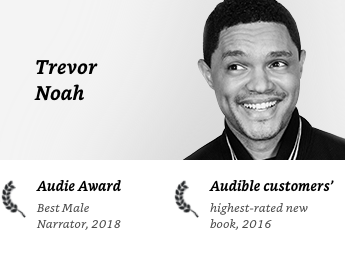 Trevor
Noah
Audie Award
Best Male
Narrator, 2018
Audible customers'
highest-rated new
book, 2016